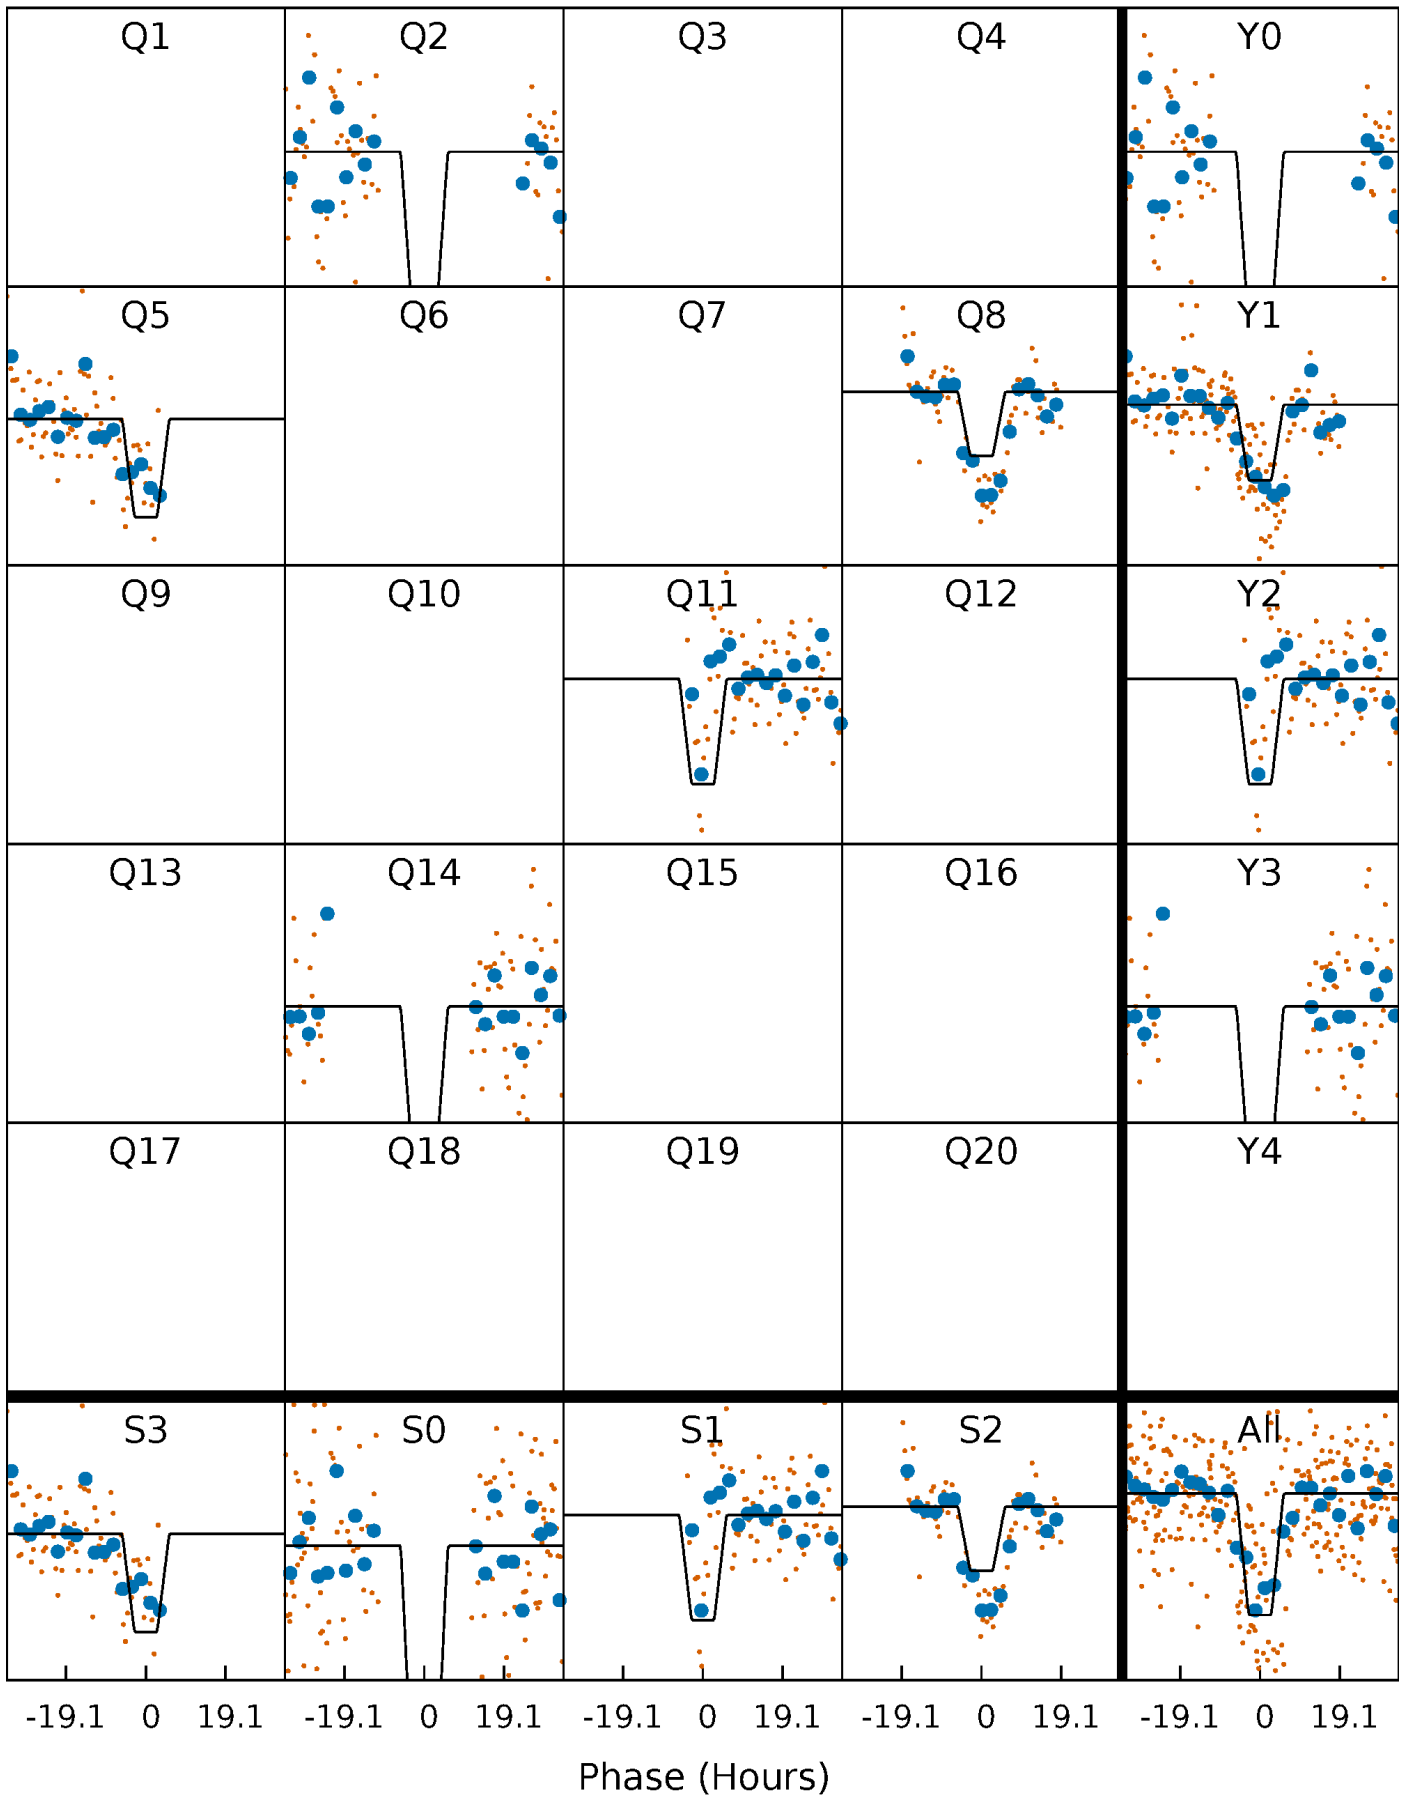 Q1 Q2 Q3 Q4 Y0
Q5 Q6 Q7 Q8 Y1
Q9 Q10 Q11 Q12 Y2
Q13 Q14 Q15 Q16 Y3
Q17 Q18 Q19 Q20 Y4
S3 S0 S1 S2 All
-19.1 0 19.1 -19.1 0 19.1 -19.1 0 19.1 -19.1 0 19.1 -19.1 0 19.1
Phase (Hours)